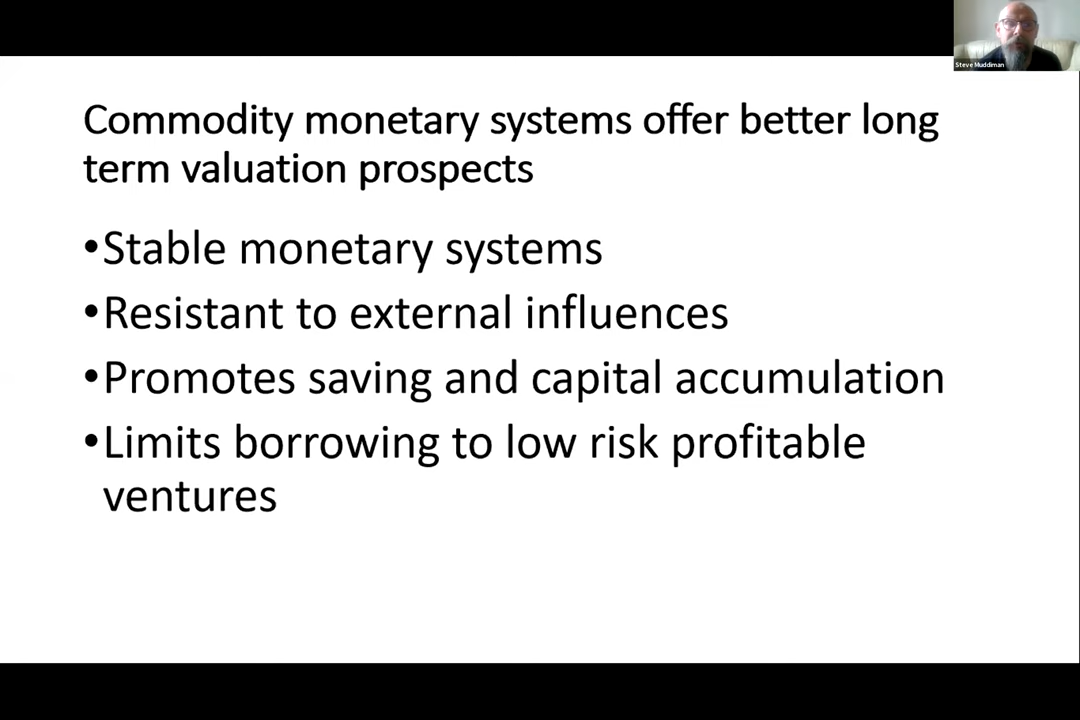 Steve Muddiman
Commodity monetary systems offer better long
term valuation prospects
•Stable monetary systems
•Resistant to external influences
•Promotes saving and capital accumulation
•Limits borrowing to low risk profitable
ventures